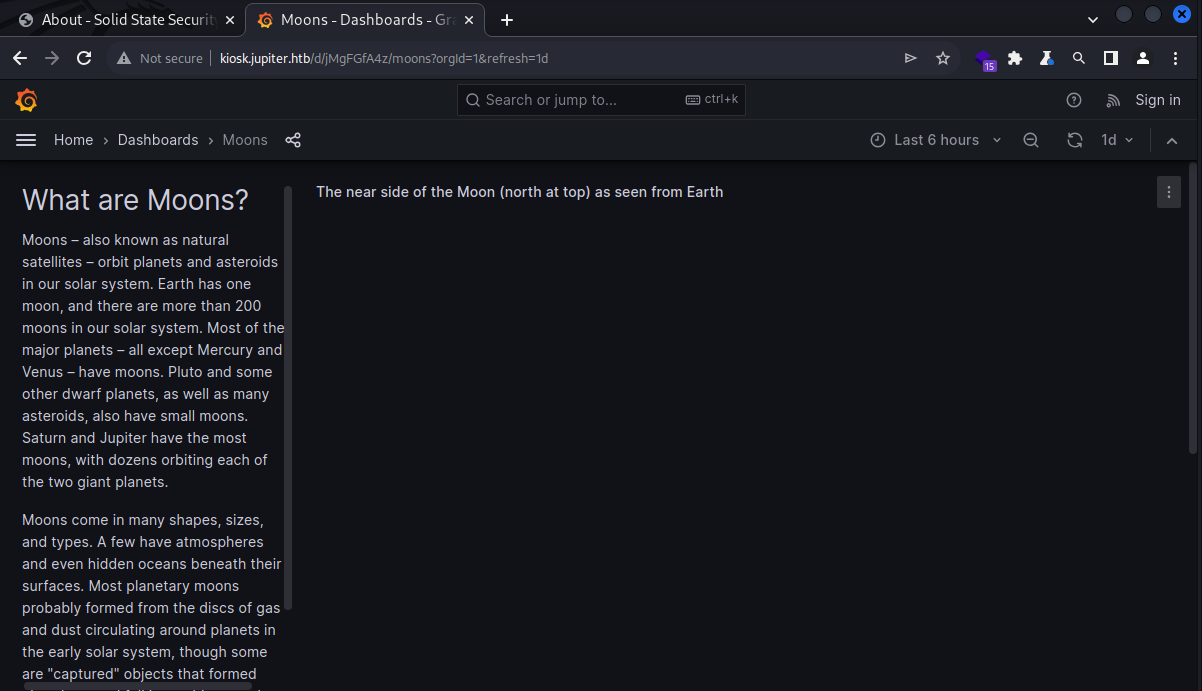 About - Solid State Security
Moons - Dashboards - Gra
Not secure
kiosk.jupiter.htb/d/jMgFGfA4z/moons?orgId=1&refresh=1d
15
Search or jump to...
ctrl+k
Sign in
Home › Dashboards › Moons
Last 6 hours
1d
What are Moons?
Moons – also known as natural
satellites – orbit planets and asteroids
in our solar system. Earth has one
moon, and there are more than 200
moons in our solar system. Most of the
major planets – all except Mercury and
Venus – have moons. Pluto and some
other dwarf planets, as well as many
asteroids, also have small moons.
Saturn and Jupiter have the most
moons, with dozens orbiting each of
the two giant planets.
Moons come in many shapes, sizes,
and types. A few have atmospheres
and even hidden oceans beneath their
surfaces. Most planetary moons
probably formed from the discs of gas
and dust circulating around planets in
the early solar system, though some
are "captured" objects that formed
The near side of the Moon (north at top) as seen from Earth